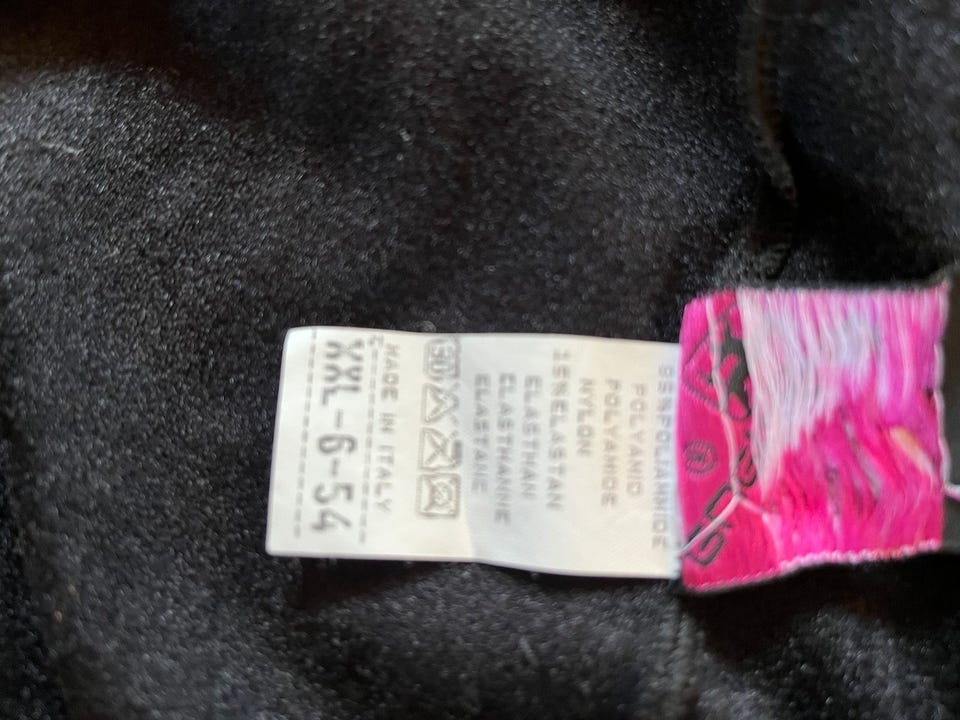 85%POLIAMMIDE
POLYAMID
POLYAMIDE
NYLON
15%ELASTAN
ELASTHAN
ELASTHANNE
ELASTANE
MADE IN ITALY
XXL-6-54